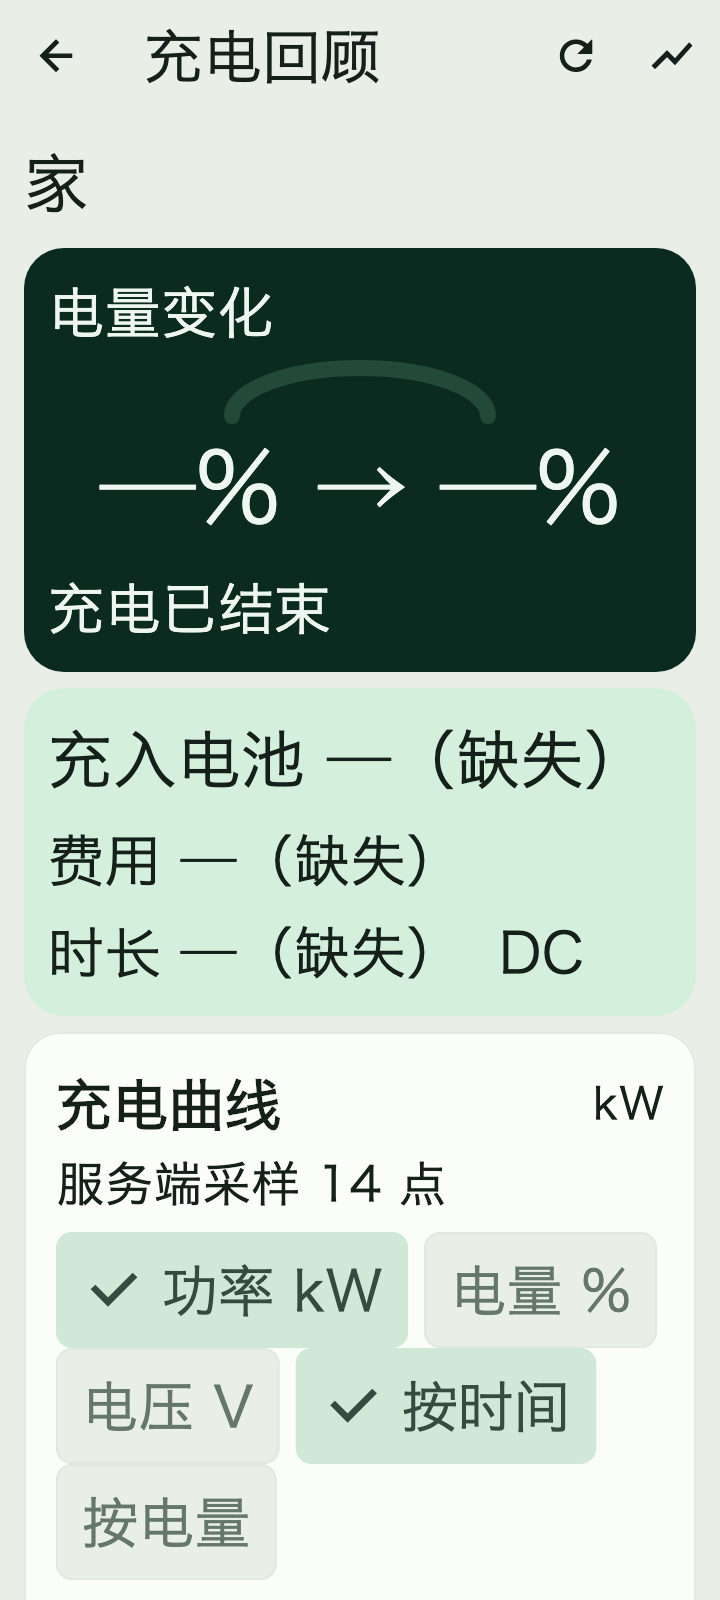 充电回顾
家
电量变化
—% → —%
充电已结束
充入电池 —（缺失）
费用 —（缺失）
时长 —（缺失） DC
充电曲线 kW
服务端采样 14 点
功率 kW 电量 %
电压 V 按时间
按电量